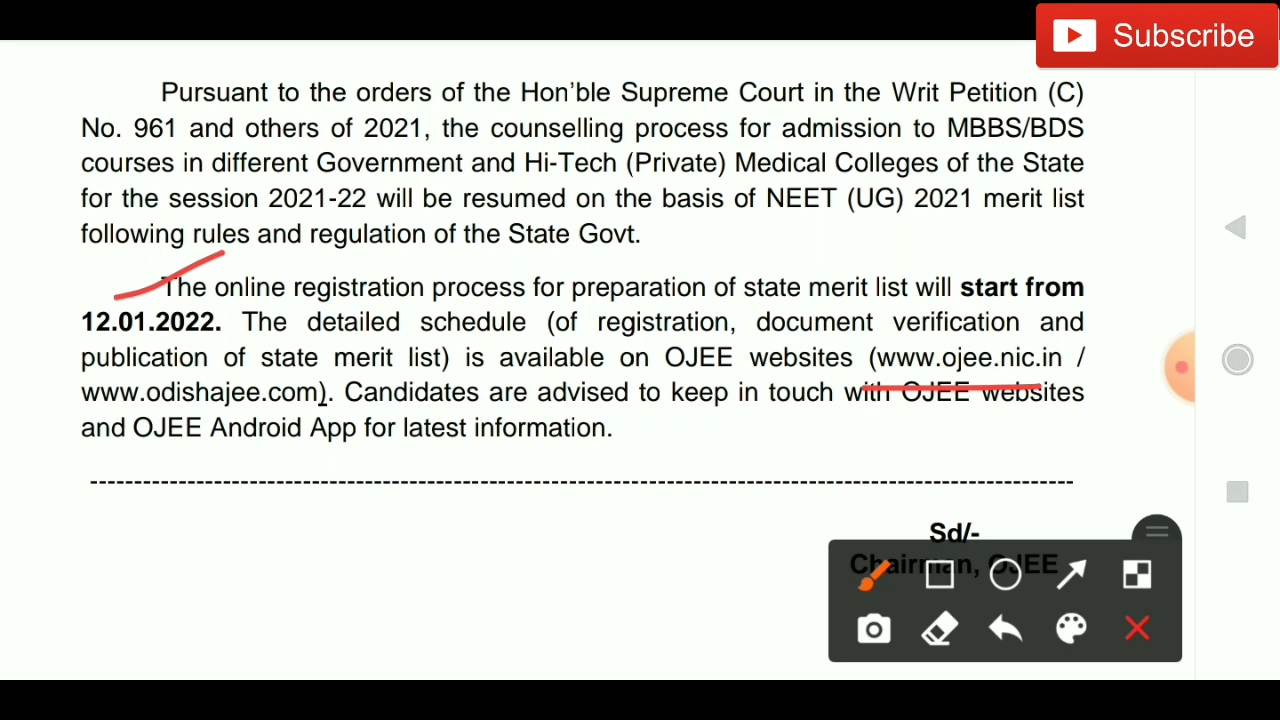 Subscribe
Pursuant to the orders of the Hon’ble Supreme Court in the Writ Petition (C)
No. 961 and others of 2021, the counselling process for admission to MBBS/BDS
courses in different Government and Hi-Tech (Private) Medical Colleges of the State
for the session 2021-22 will be resumed on the basis of NEET (UG) 2021 merit list
following rules and regulation of the State Govt.
The online registration process for preparation of state merit list will start from
12.01.2022. The detailed schedule (of registration, document verification and
publication of state merit list) is available on OJEE websites (www.ojee.nic.in /
www.odishajee.com). Candidates are advised to keep in touch with OJEE websites
and OJEE Android App for latest information.
Sd/-
Chairman, OJEE